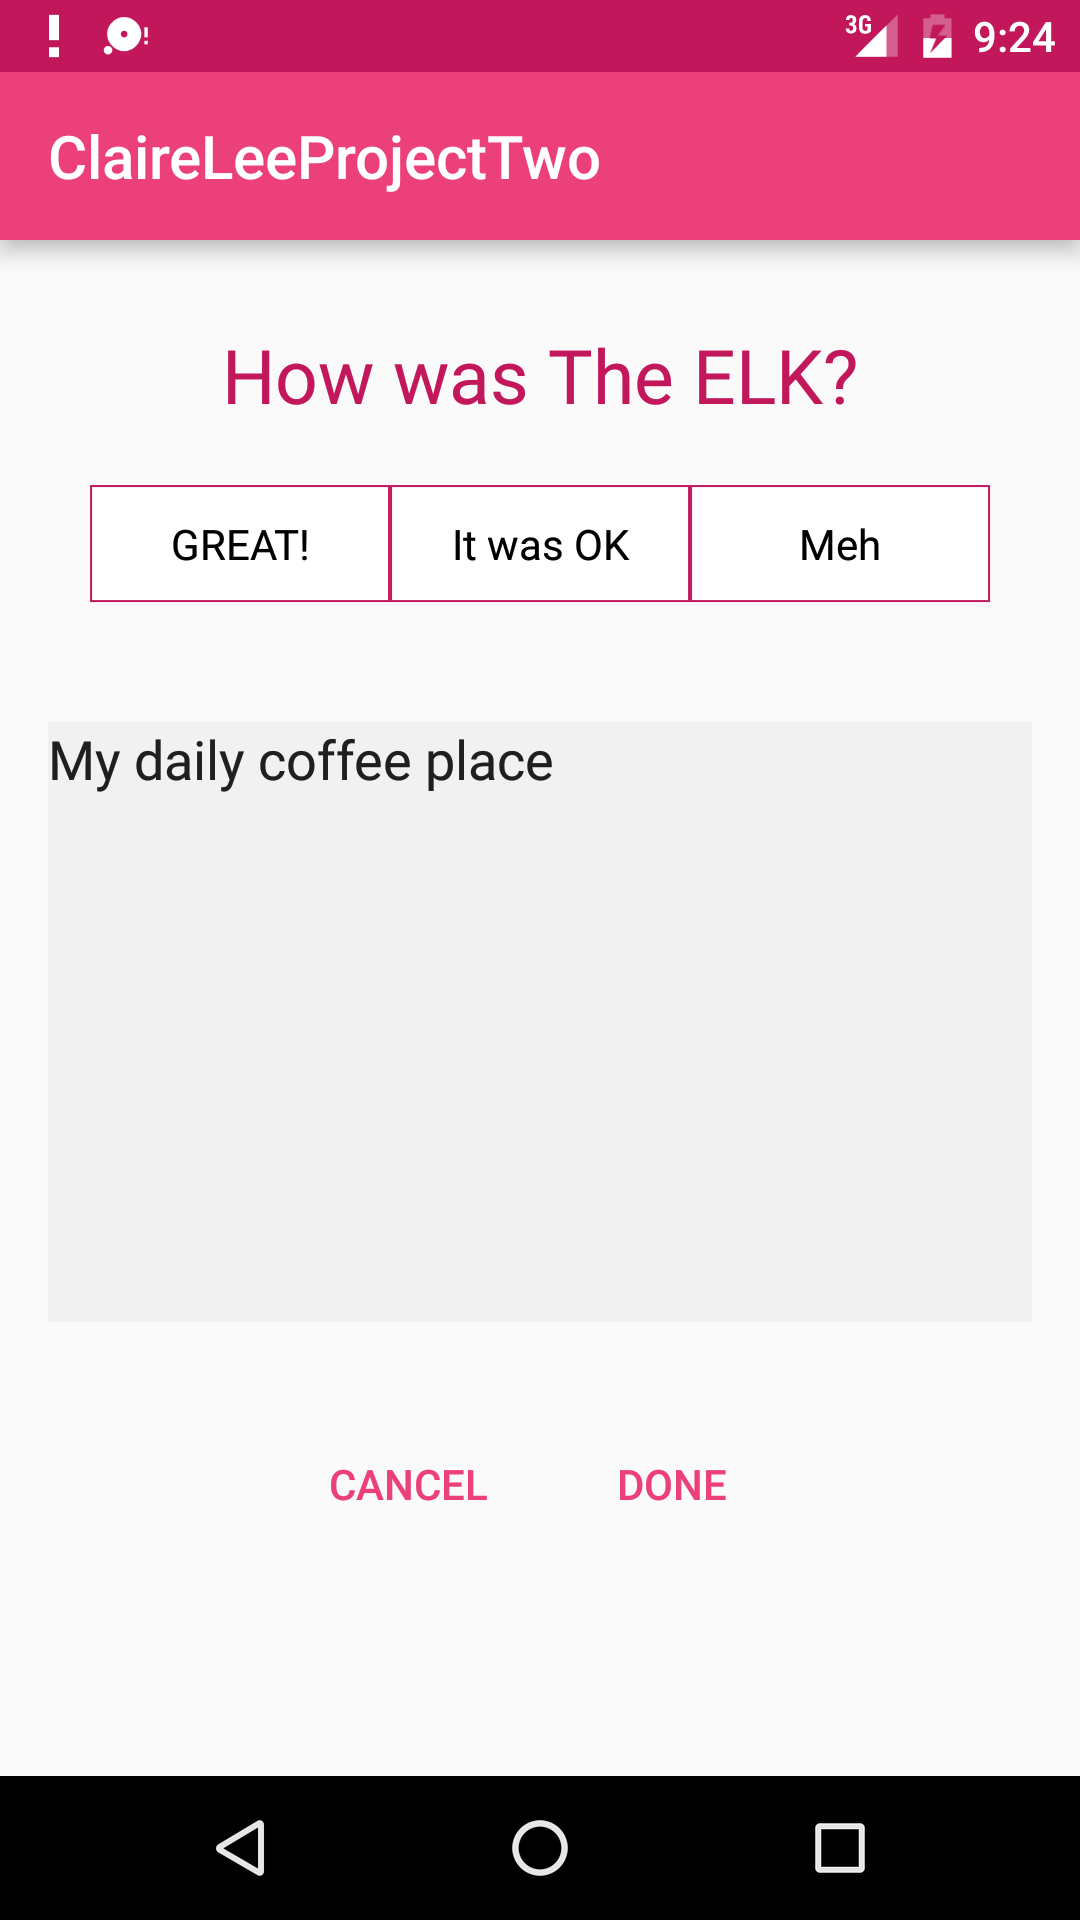 3G 9:24
ClaireLeeProjectTwo
How was The ELK?
GREAT! It was OK Meh
My daily coffee place
CANCEL DONE